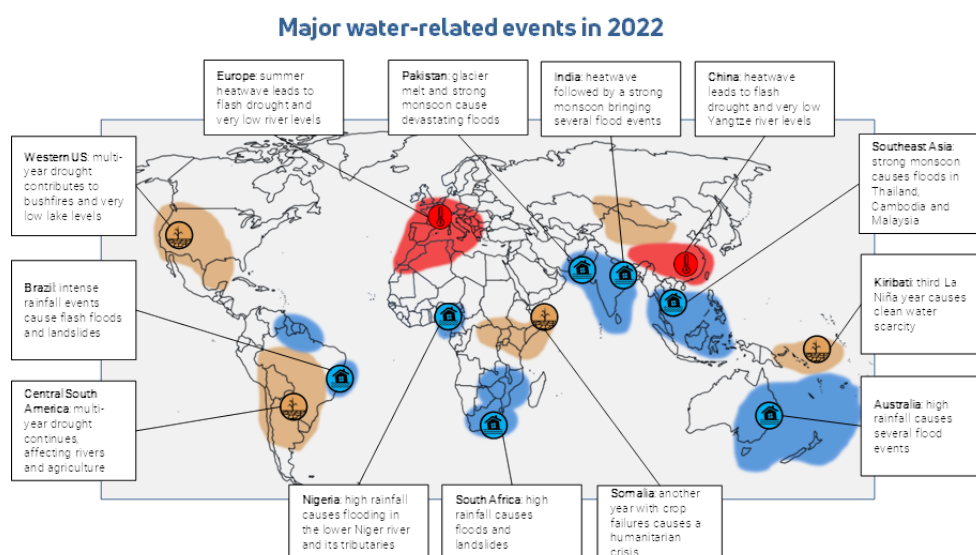 Major water-related events in 2022
Europe: summer
heatwave leads to
flash drought and
very low river levels
Pakistan: glacier
melt and strong
monsoon cause
devastating floods
India: heatwave
followed by a strong
monsoon bringing
several flood events
China: heatwave
leads to flash
drought and very low
Yangtze river levels
Western US: multi-
year drought
contributes to
bushfires and very
low lake levels
Southeast Asia:
strong monsoon
causes floods in
Thailand,
Cambodia and
Malaysia
Brazil: intense
rainfall events
cause flash floods
and landslides
Kiribati: third La
Niña year causes
clean water
scarcity
Central South
America: multi-
year drought
continues,
affecting rivers
and agriculture
Australia: high
rainfall causes
several flood
events
Nigeria: high rainfall
causes flooding in
the lower Niger river
and its tributaries
South Africa: high
rainfall causes
floods and
landslides
Somalia: another
year with crop
failures causes a
humanitarian
crisis